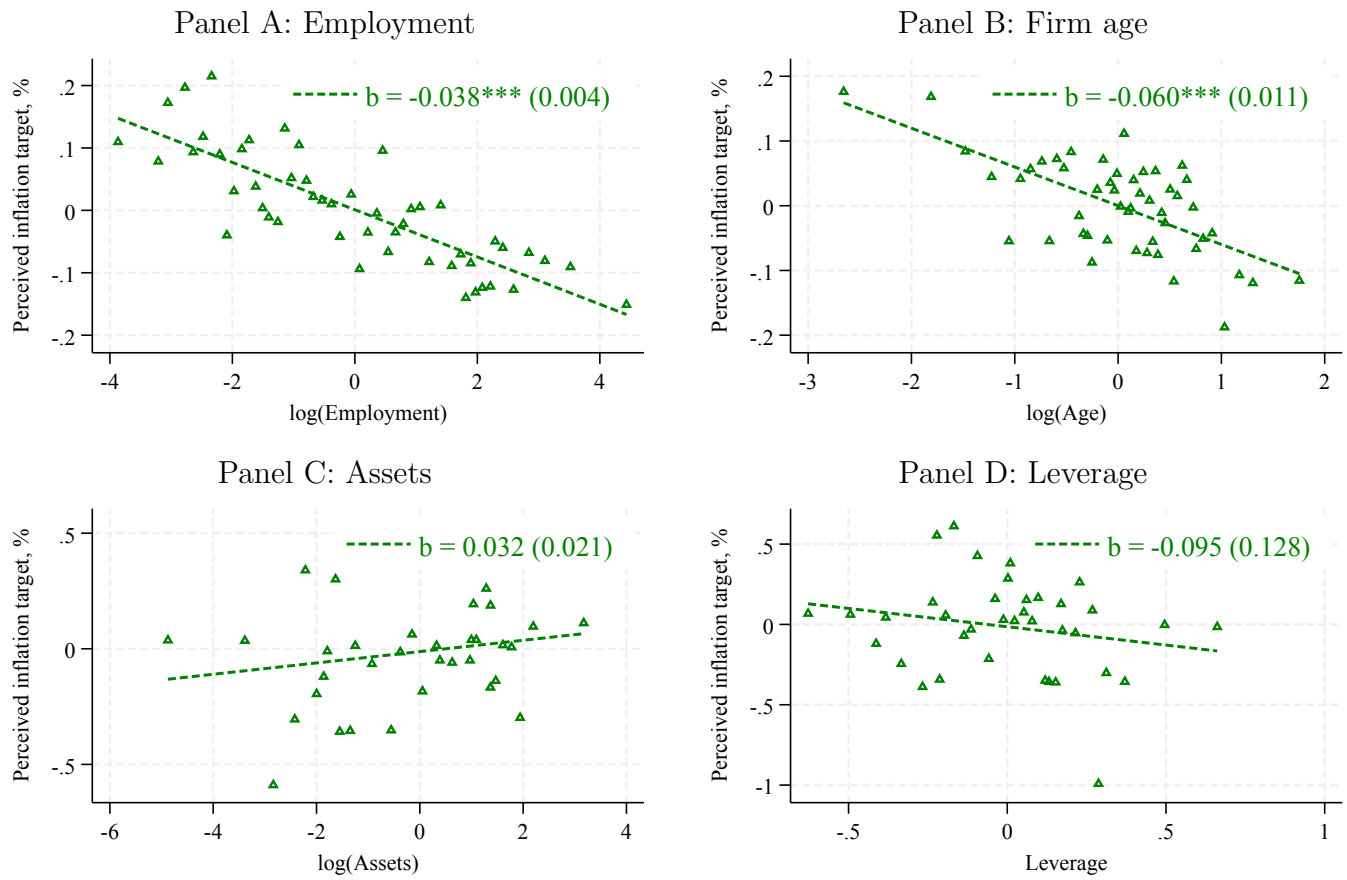 Panel A: Employment
Perceived inflation target, %
.2
.1
0
-.1
-.2
b = -0.038*** (0.004)
-4 -2 0 2 4
log(Employment)
Panel B: Firm age
Perceived inflation target, %
.2
0.1
0
-0.1
-.2
b = -0.060*** (0.011)
-3 -2 -1 0 1 2
log(Age)
Panel C: Assets
Perceived inflation target, %
.5
0
-.5
b = 0.032 (0.021)
-6 -4 -2 0 2 4
log(Assets)
Panel D: Leverage
Perceived inflation target, %
.5
0
-.5
-1
b = -0.095 (0.128)
-.5 0 .5 1
Leverage